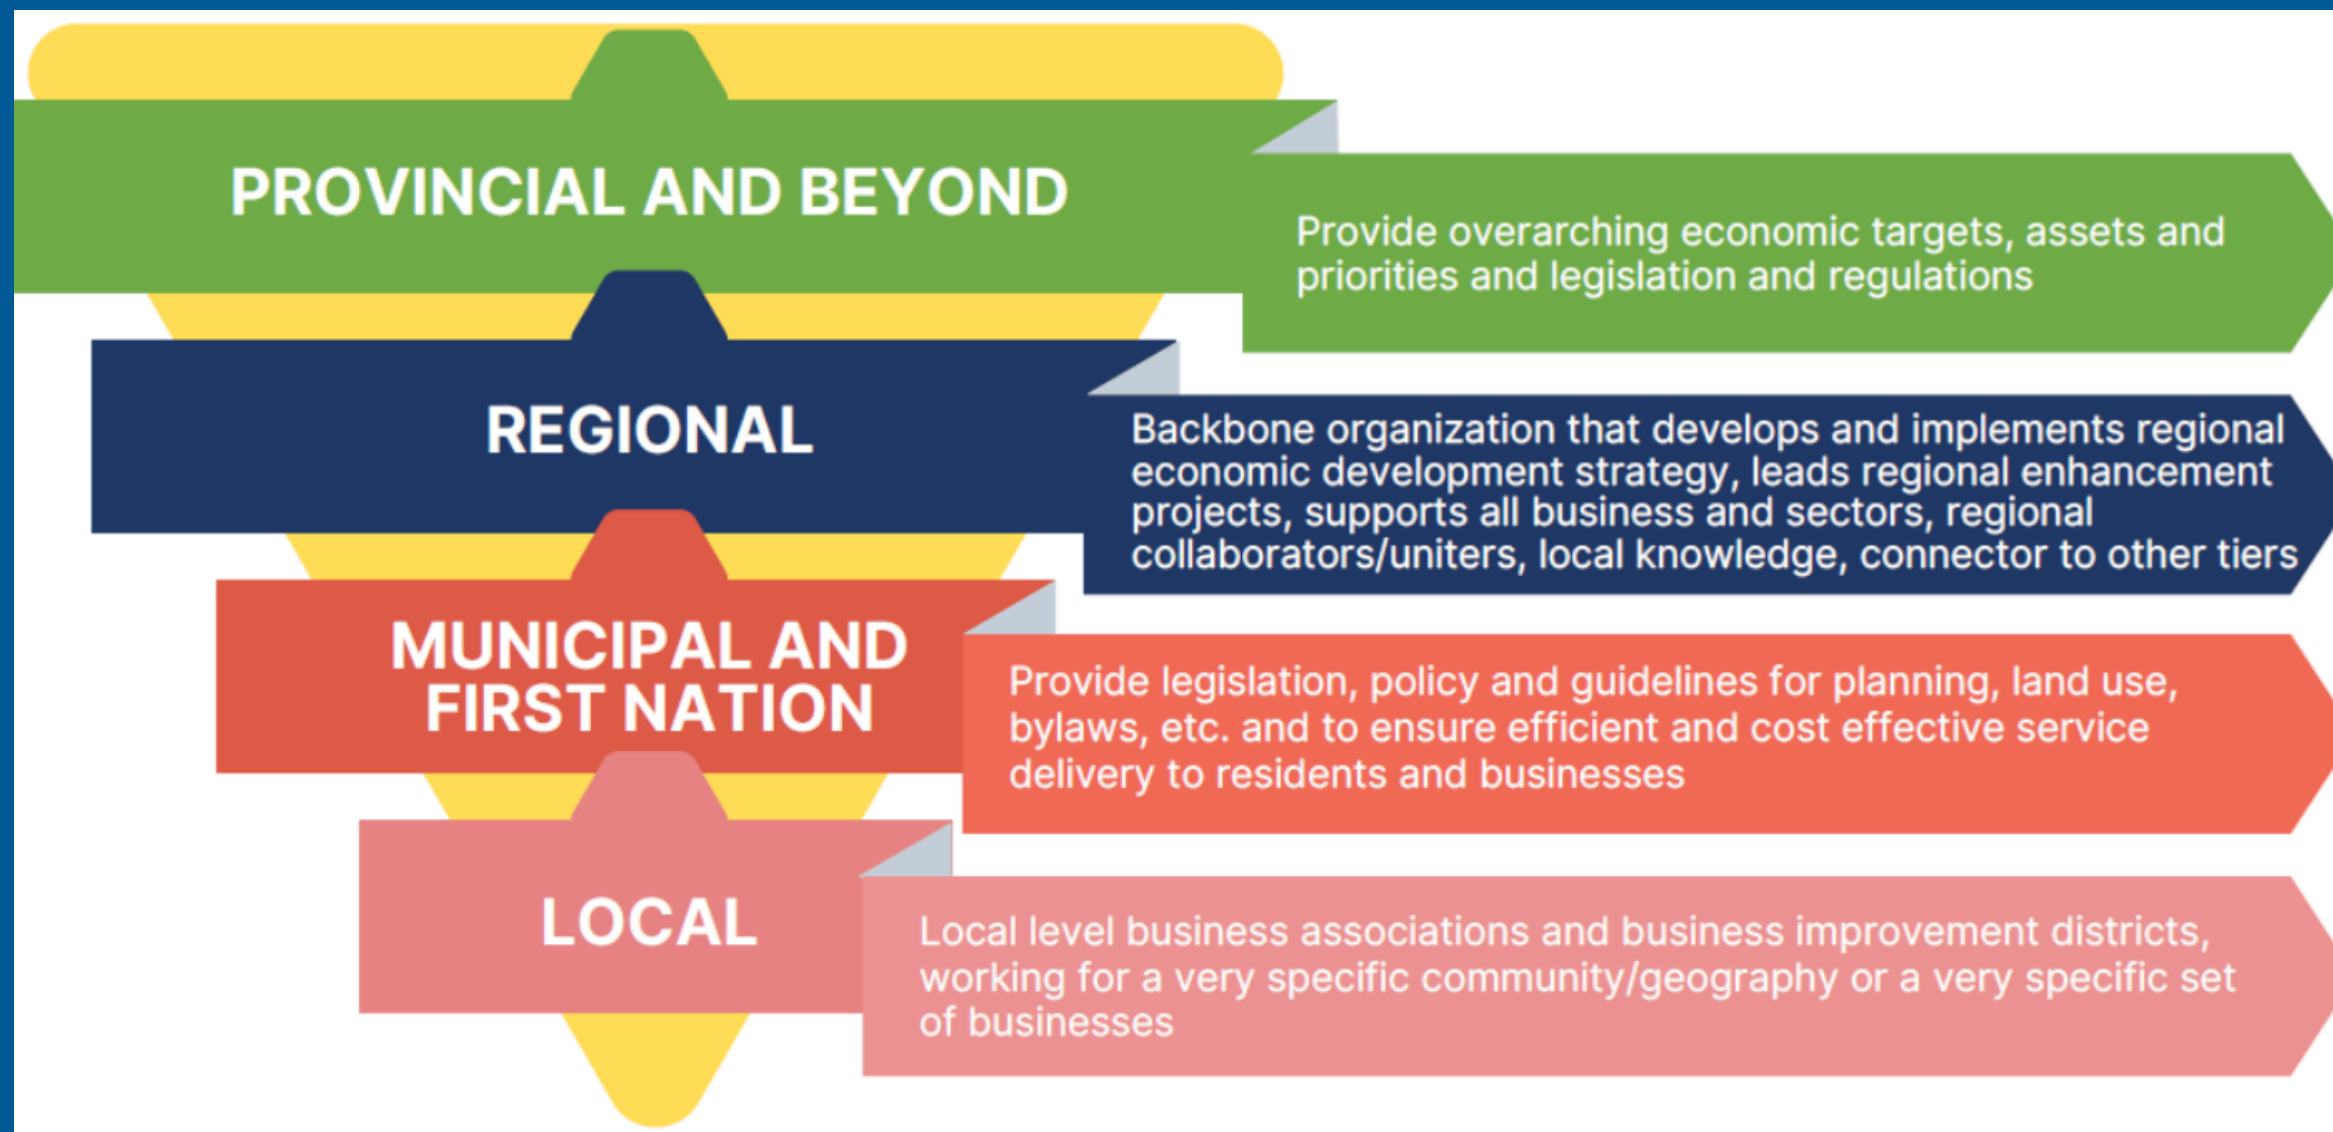 PROVINCIAL AND BEYOND
Provide overarching economic targets, assets and
priorities and legislation and regulations
REGIONAL
Backbone organization that develops and implements regional
economic development strategy, leads regional enhancement
projects, supports all business and sectors, regional
collaborators/uniters, local knowledge, connector to other tiers
MUNICIPAL AND
FIRST NATION
Provide legislation, policy and guidelines for planning, land use,
bylaws, etc. and to ensure efficient and cost effective service
delivery to residents and businesses
LOCAL
Local level business associations and business improvement districts,
working for a very specific community/geography or a very specific set
of businesses